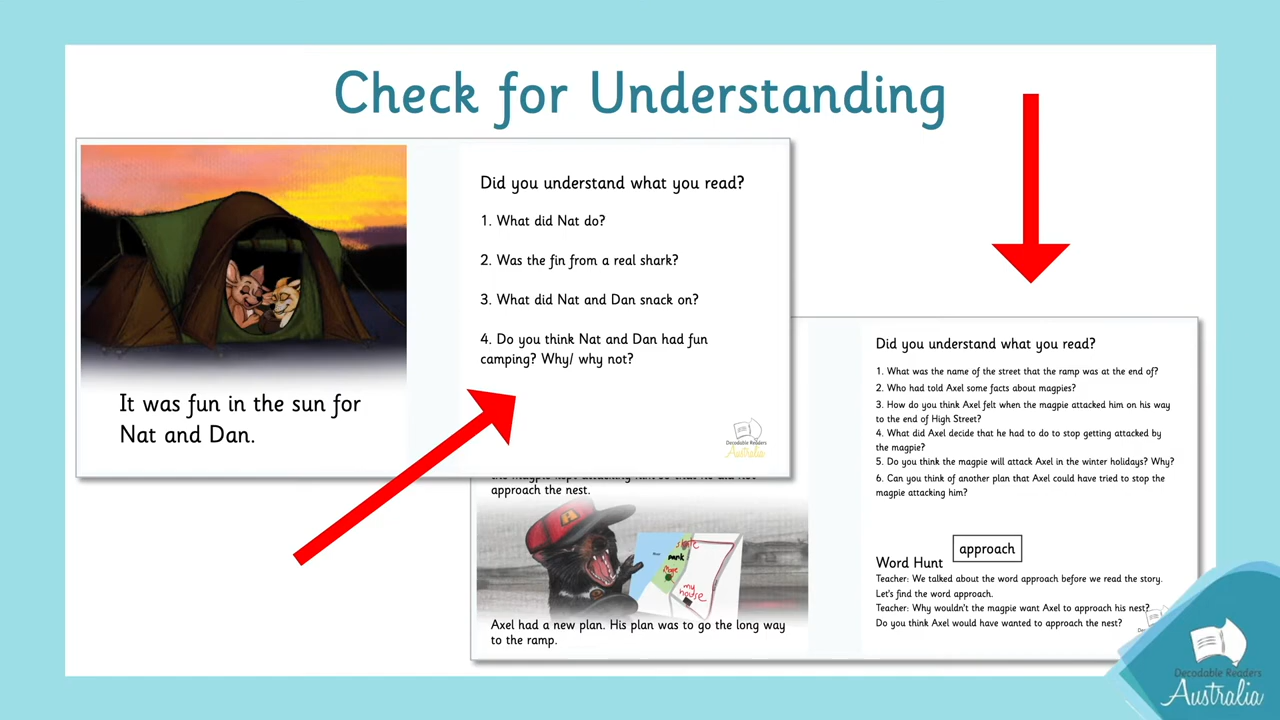 Check for Understanding
It was fun in the sun for
Nat and Dan.
Did you understand what you read?
1. What did Nat do?
2. Was the fin from a real shark?
3. What did Nat and Dan snack on?
4. Do you think Nat and Dan had fun
camping? Why/ why not?
Decodable Readers
Australia
approach the nest.
H
skate
park
my
house
Axel had a new plan. His plan was to go the long way
to the ramp.
Did you understand what you read?
1. What was the name of the street that the ramp was at the end of?
2. Who had told Axel some facts about magpies?
3. How do you think Axel felt when the magpie attacked him on his way
to the end of High Street?
4. What did Axel decide that he had to do to stop getting attacked by
the magpie?
5. Do you think the magpie will attack Axel in the winter holidays? Why?
6. Can you think of another plan that Axel could have tried to stop the
magpie attacking him?
Word Hunt
approach
Teacher: We talked about the word approach before we read the story.
Let's find the word approach.
Teacher: Why wouldn't the magpie want Axel to approach his nest?
Do you think Axel would have wanted to approach the nest?
Decodable Readers
Australia